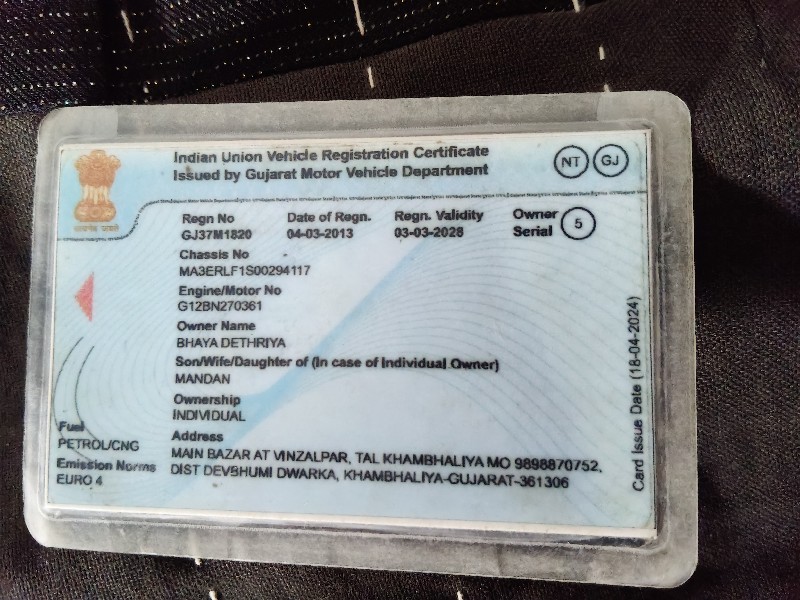 Indian Union Vehicle Registration Certificate
Issued by Gujarat Motor Vehicle Department
NT GJ
Regn No Date of Regn. Regn. Validity Owner Serial 5
GJ37M1820 04-03-2013 03-03-2028
Chassis No
MA3ERLF1S00294117
Engine/Motor No
G12BN270361
Owner Name
BHAYA DETHRIYA
Son/Wife/Daughter of (In case of Individual Owner)
MANDAN
Ownership
INDIVIDUAL
Fuel
PETROL/CNG
Emission Norms
EURO 4
Address
MAIN BAZAR AT VINZALPAR, TAL KHAMBHALIYA MO 9898870752,
DIST DEVBHUMI DWARKA, KHAMBHALIYA-GUJARAT-361306
Card Issue Date (18-04-2024)